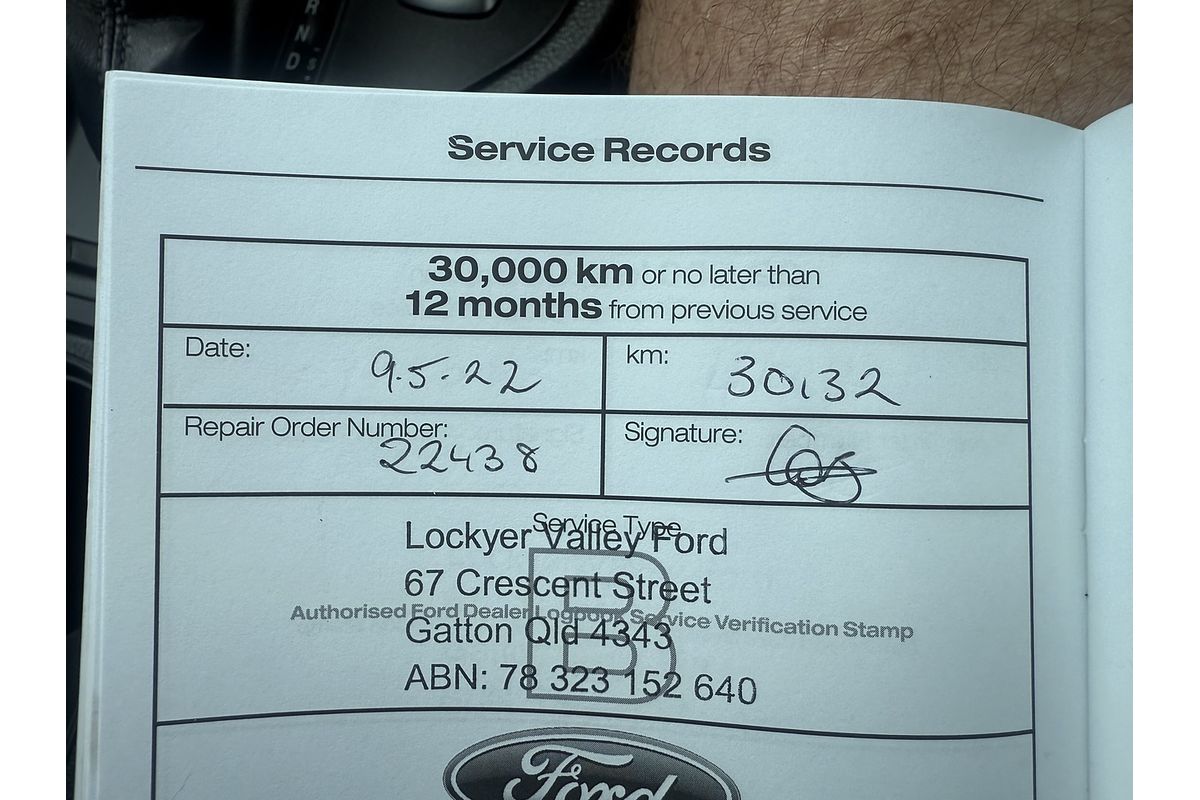 R
N
D
S
Service Records
30,000 km or no later than
12 months from previous service
Date: 9.5.22
km: 30132
Repair Order Number: 22438
Signature:
Service Type
B
Lockyer Valley Ford
67 Crescent Street
Authorised Ford Dealer Logbook Service Verification Stamp
Gatton Qld 4343
ABN: 78 323 152 640
Ford